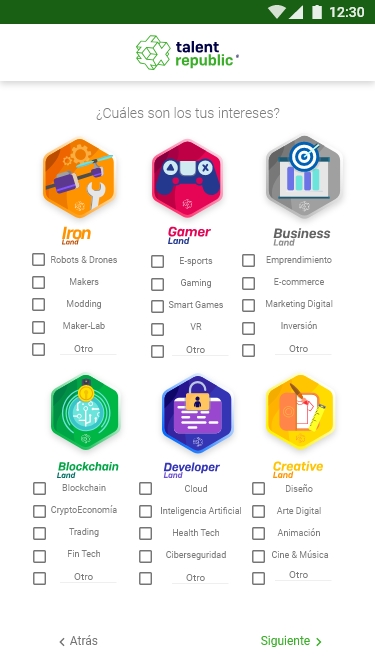 12:30
talent
republic
¿Cuáles son los tus intereses?
Iron
Land
Robots & Drones
Makers
Modding
Maker-Lab
Otro
Gamer
Land
E-sports
Gaming
Smart Games
VR
Otro
Business
Land
Emprendimiento
E-commerce
Marketing Digital
Inversión
Otro
Blockchain
Land
Blockchain
CryptoEconomía
Trading
Fin Tech
Otro
Developer
Land
Cloud
Inteligencia Artificial
Health Tech
Ciberseguridad
Otro
Creative
Land
Diseño
Arte Digital
Animación
Cine & Música
Otro
Atrás
Siguiente